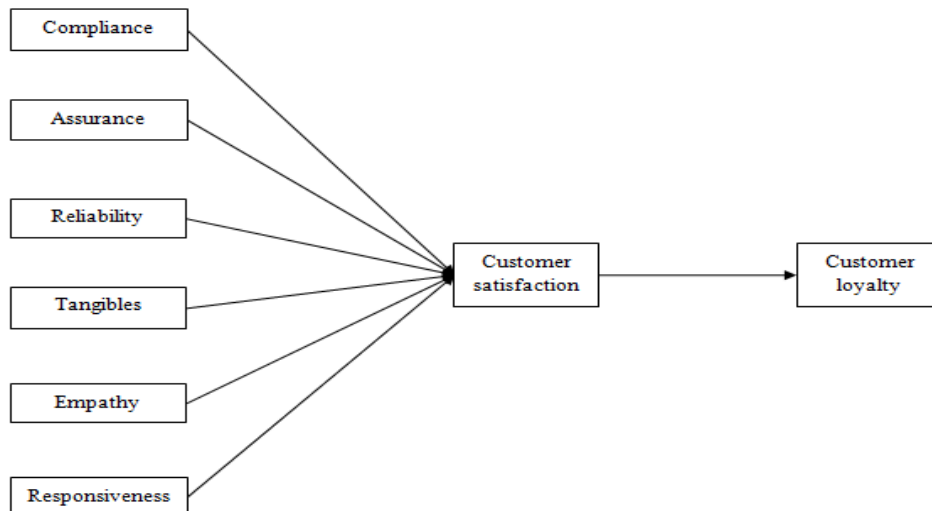 Compliance
Assurance
Reliability
Tangibles
Empathy
Responsiveness
Customer
satisfaction
Customer
loyalty